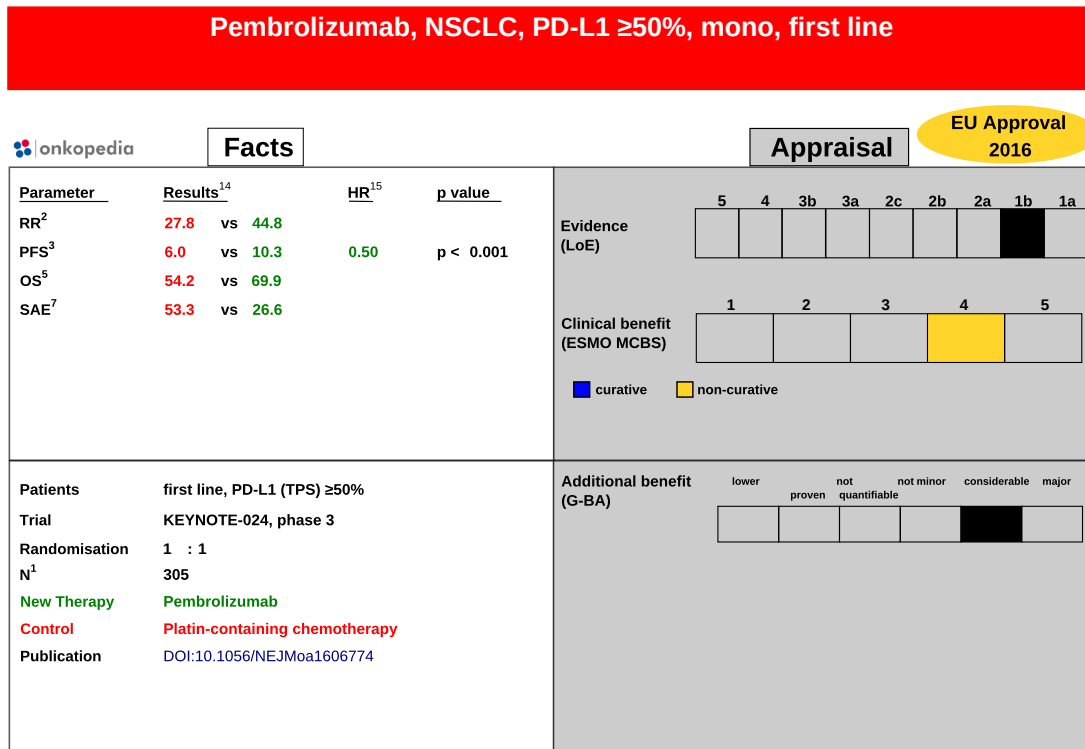 Pembrolizumab, NSCLC, PD-L1 ≥50%, mono, first line
EU Approval
2016
onkopedia
Facts
Appraisal
Parameter Results14 HR15 p value
RR2 27.8 vs 44.8
PFS3 6.0 vs 10.3 0.50 p < 0.001
OS5 54.2 vs 69.9
SAE7 53.3 vs 26.6
5 4 3b 3a 2c 2b 2a 1b 1a
Evidence
(LoE)
1 2 3 4 5
Clinical benefit
(ESMO MCBS)
curative non-curative
Patients first line, PD-L1 (TPS) ≥50%
Trial KEYNOTE-024, phase 3
Randomisation 1 : 1
N1 305
New Therapy Pembrolizumab
Control Platin-containing chemotherapy
Publication DOI:10.1056/NEJMoa1606774
Additional benefit
(G-BA)
lower not not minor considerable major
proven quantifiable